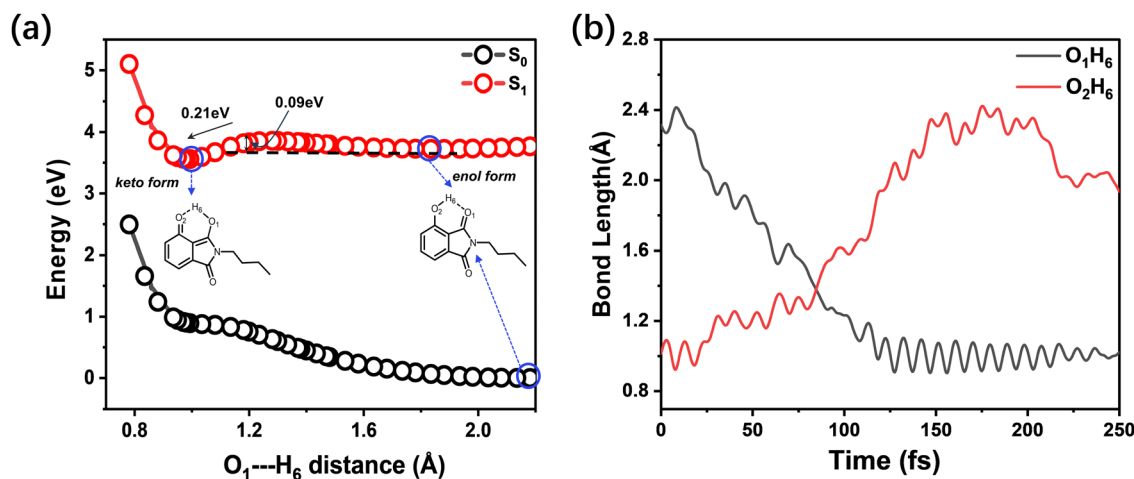 (a)
S₀
S₁
0.21eV
0.09eV
keto form
enol form
H₆
O₂
O₁
N
O
H₆
O₂
O₁
N
O
5
4
3
2
1
0
Energy (eV)
0.8
1.2
1.6
2.0
O₁---H₆ distance (Å)
(b)
O₁H₆
O₂H₆
2.8
2.4
2.0
1.6
1.2
0.8
Bond Length(Å)
0
50
100
150
200
250
Time (fs)